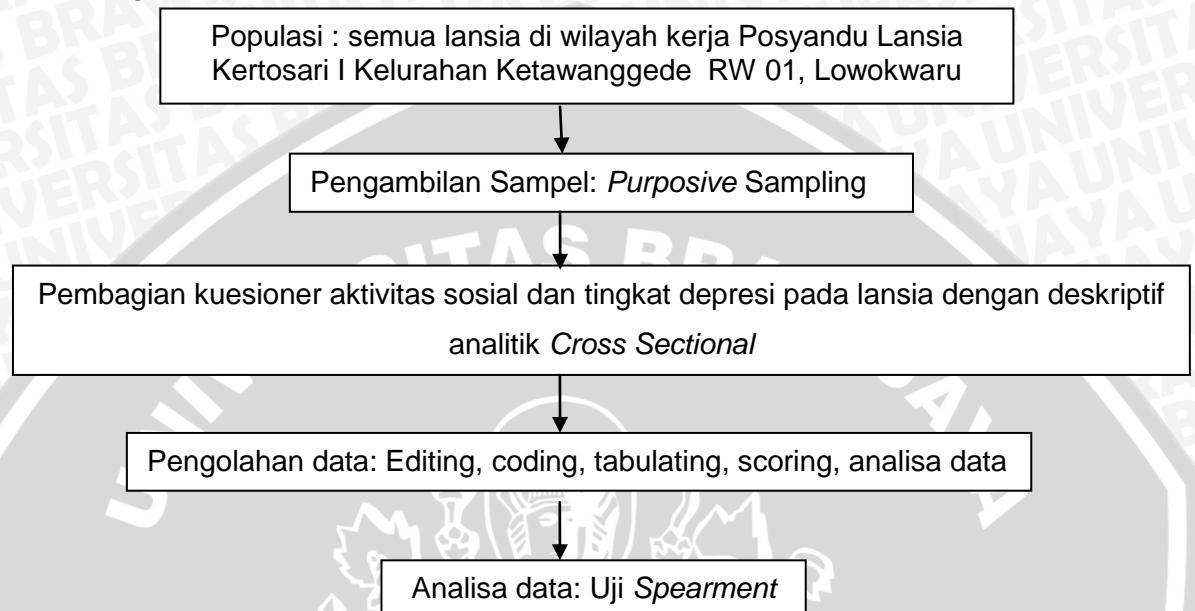 Populasi : semua lansia di wilayah kerja Posyandu Lansia
Kertosari I Kelurahan Ketawanggede RW 01, Lowokwaru
Pengambilan Sampel: Purposive Sampling
Pembagian kuesioner aktivitas sosial dan tingkat depresi pada lansia dengan deskriptif
analitik Cross Sectional
Pengolahan data: Editing, coding, tabulating, scoring, analisa data
Analisa data: Uji Spearment